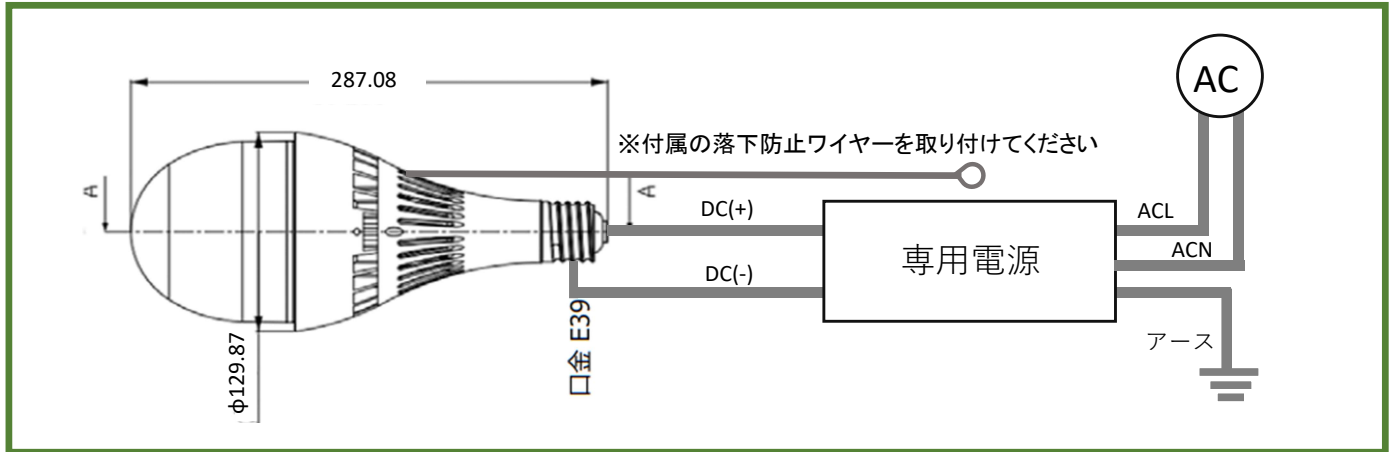 287.08
AC
※付属の落下防止ワイヤーを取り付けてください
A
A
DC(+)
ACL
専用電源
ACN
DC(-)
口金 E39
アース
φ129.87